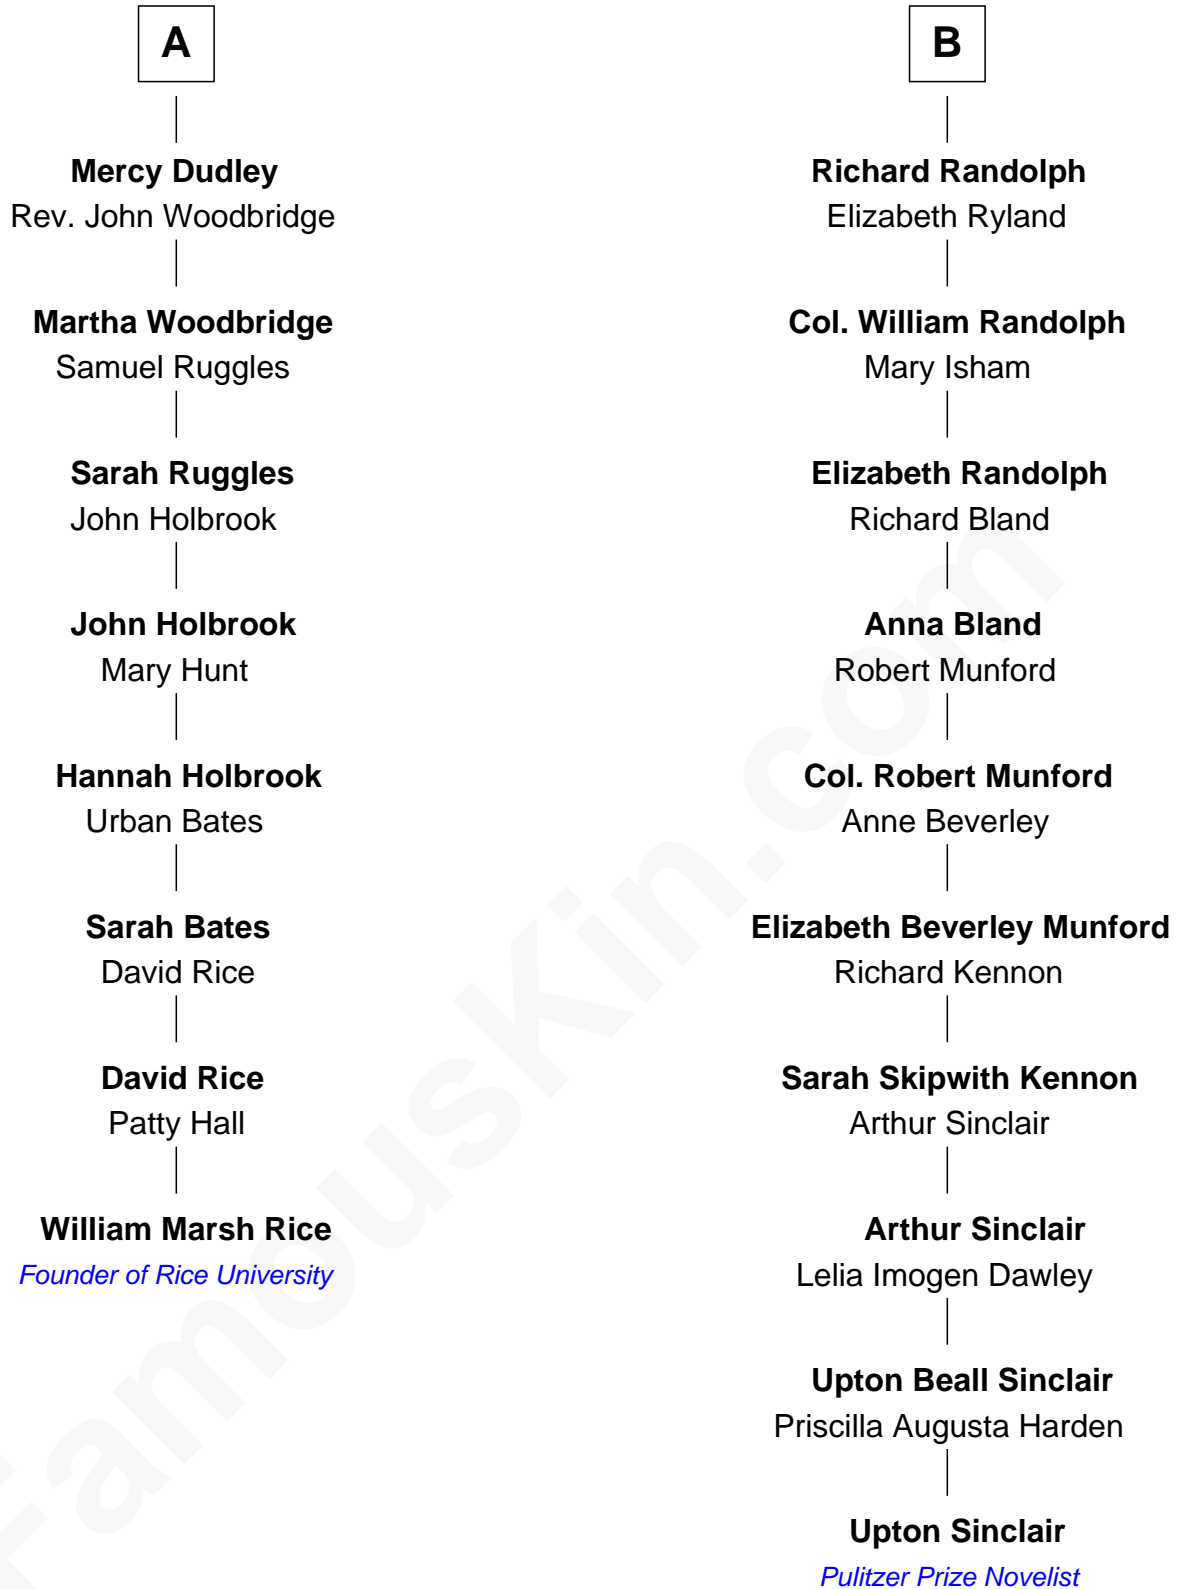 A
Mercy Dudley
Rev. John Woodbridge
Martha Woodbridge
Samuel Ruggles
Sarah Ruggles
John Holbrook
John Holbrook
Mary Hunt
Hannah Holbrook
Urban Bates
Sarah Bates
David Rice
David Rice
Patty Hall
William Marsh Rice
Founder of Rice University
B
Richard Randolph
Elizabeth Ryland
Col. William Randolph
Mary Isham
Elizabeth Randolph
Richard Bland
Anna Bland
Robert Munford
Col. Robert Munford
Anne Beverley
Elizabeth Beverley Munford
Richard Kennon
Sarah Skipwith Kennon
Arthur Sinclair
Arthur Sinclair
Lelia Imogen Dawley
Upton Beall Sinclair
Priscilla Augusta Harden
Upton Sinclair
Pulitzer Prize Novelist
FamousKin.com